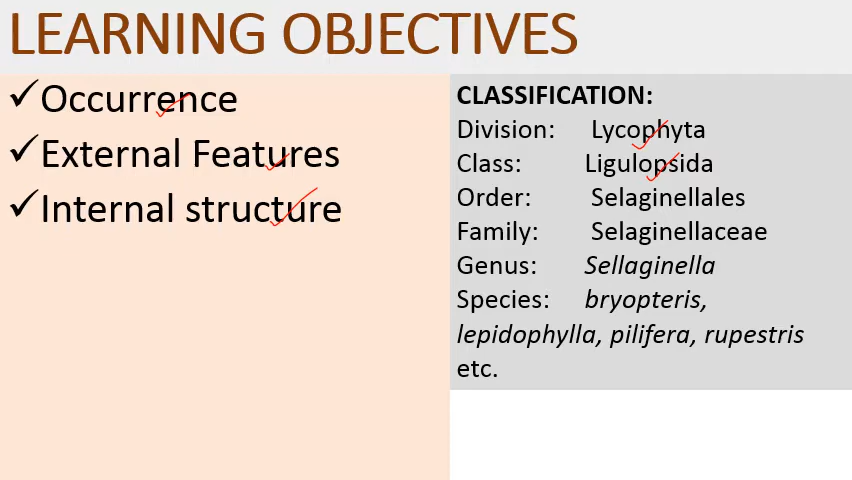 LEARNING OBJECTIVES
✓Occurrence
✓External Features
✓Internal structure
CLASSIFICATION:
Division: Lycophyta
Class: Ligulopsida
Order: Selaginellales
Family: Selaginellaceae
Genus: Sellaginella
Species: bryopteris,
lepidophylla, pilifera, rupestris
etc.